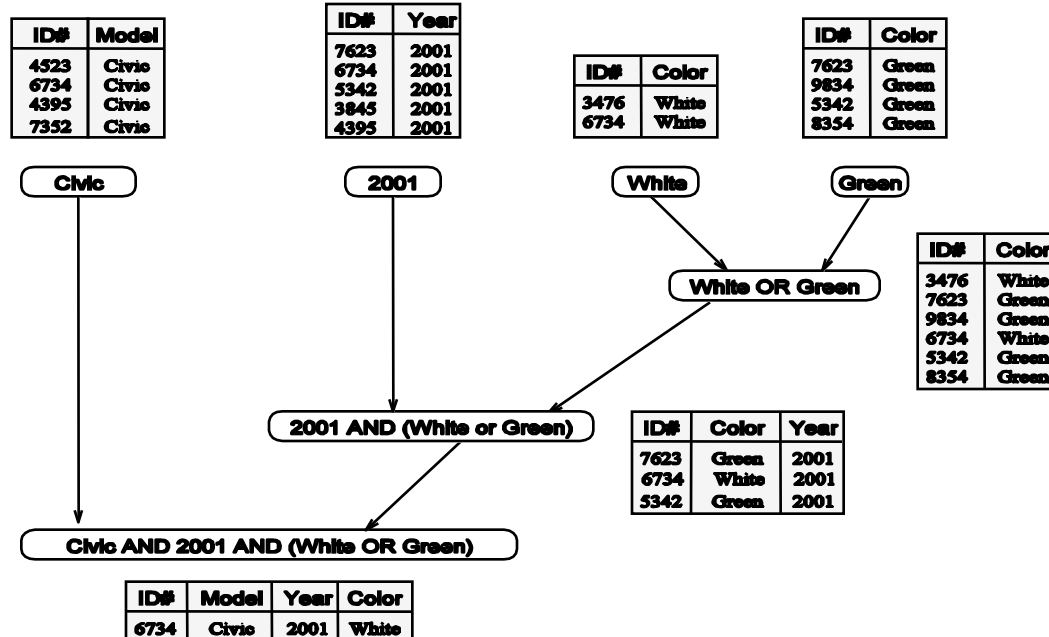 ID# Model
4523 Civic
6734 Civic
4395 Civic
7352 Civic
ID# Year
7623 2001
6734 2001
5342 2001
3845 2001
4395 2001
ID# Color
3476 White
6734 White
ID# Color
7623 Green
9834 Green
5342 Green
8354 Green
Civic
2001
White
Green
White OR Green
ID# Color
3476 White
7623 Green
9834 Green
6734 White
5342 Green
8354 Green
2001 AND (White or Green)
ID# Color Year
7623 Green 2001
6734 White 2001
5342 Green 2001
Civic AND 2001 AND (White OR Green)
ID# Model Year Color
6734 Civic 2001 White